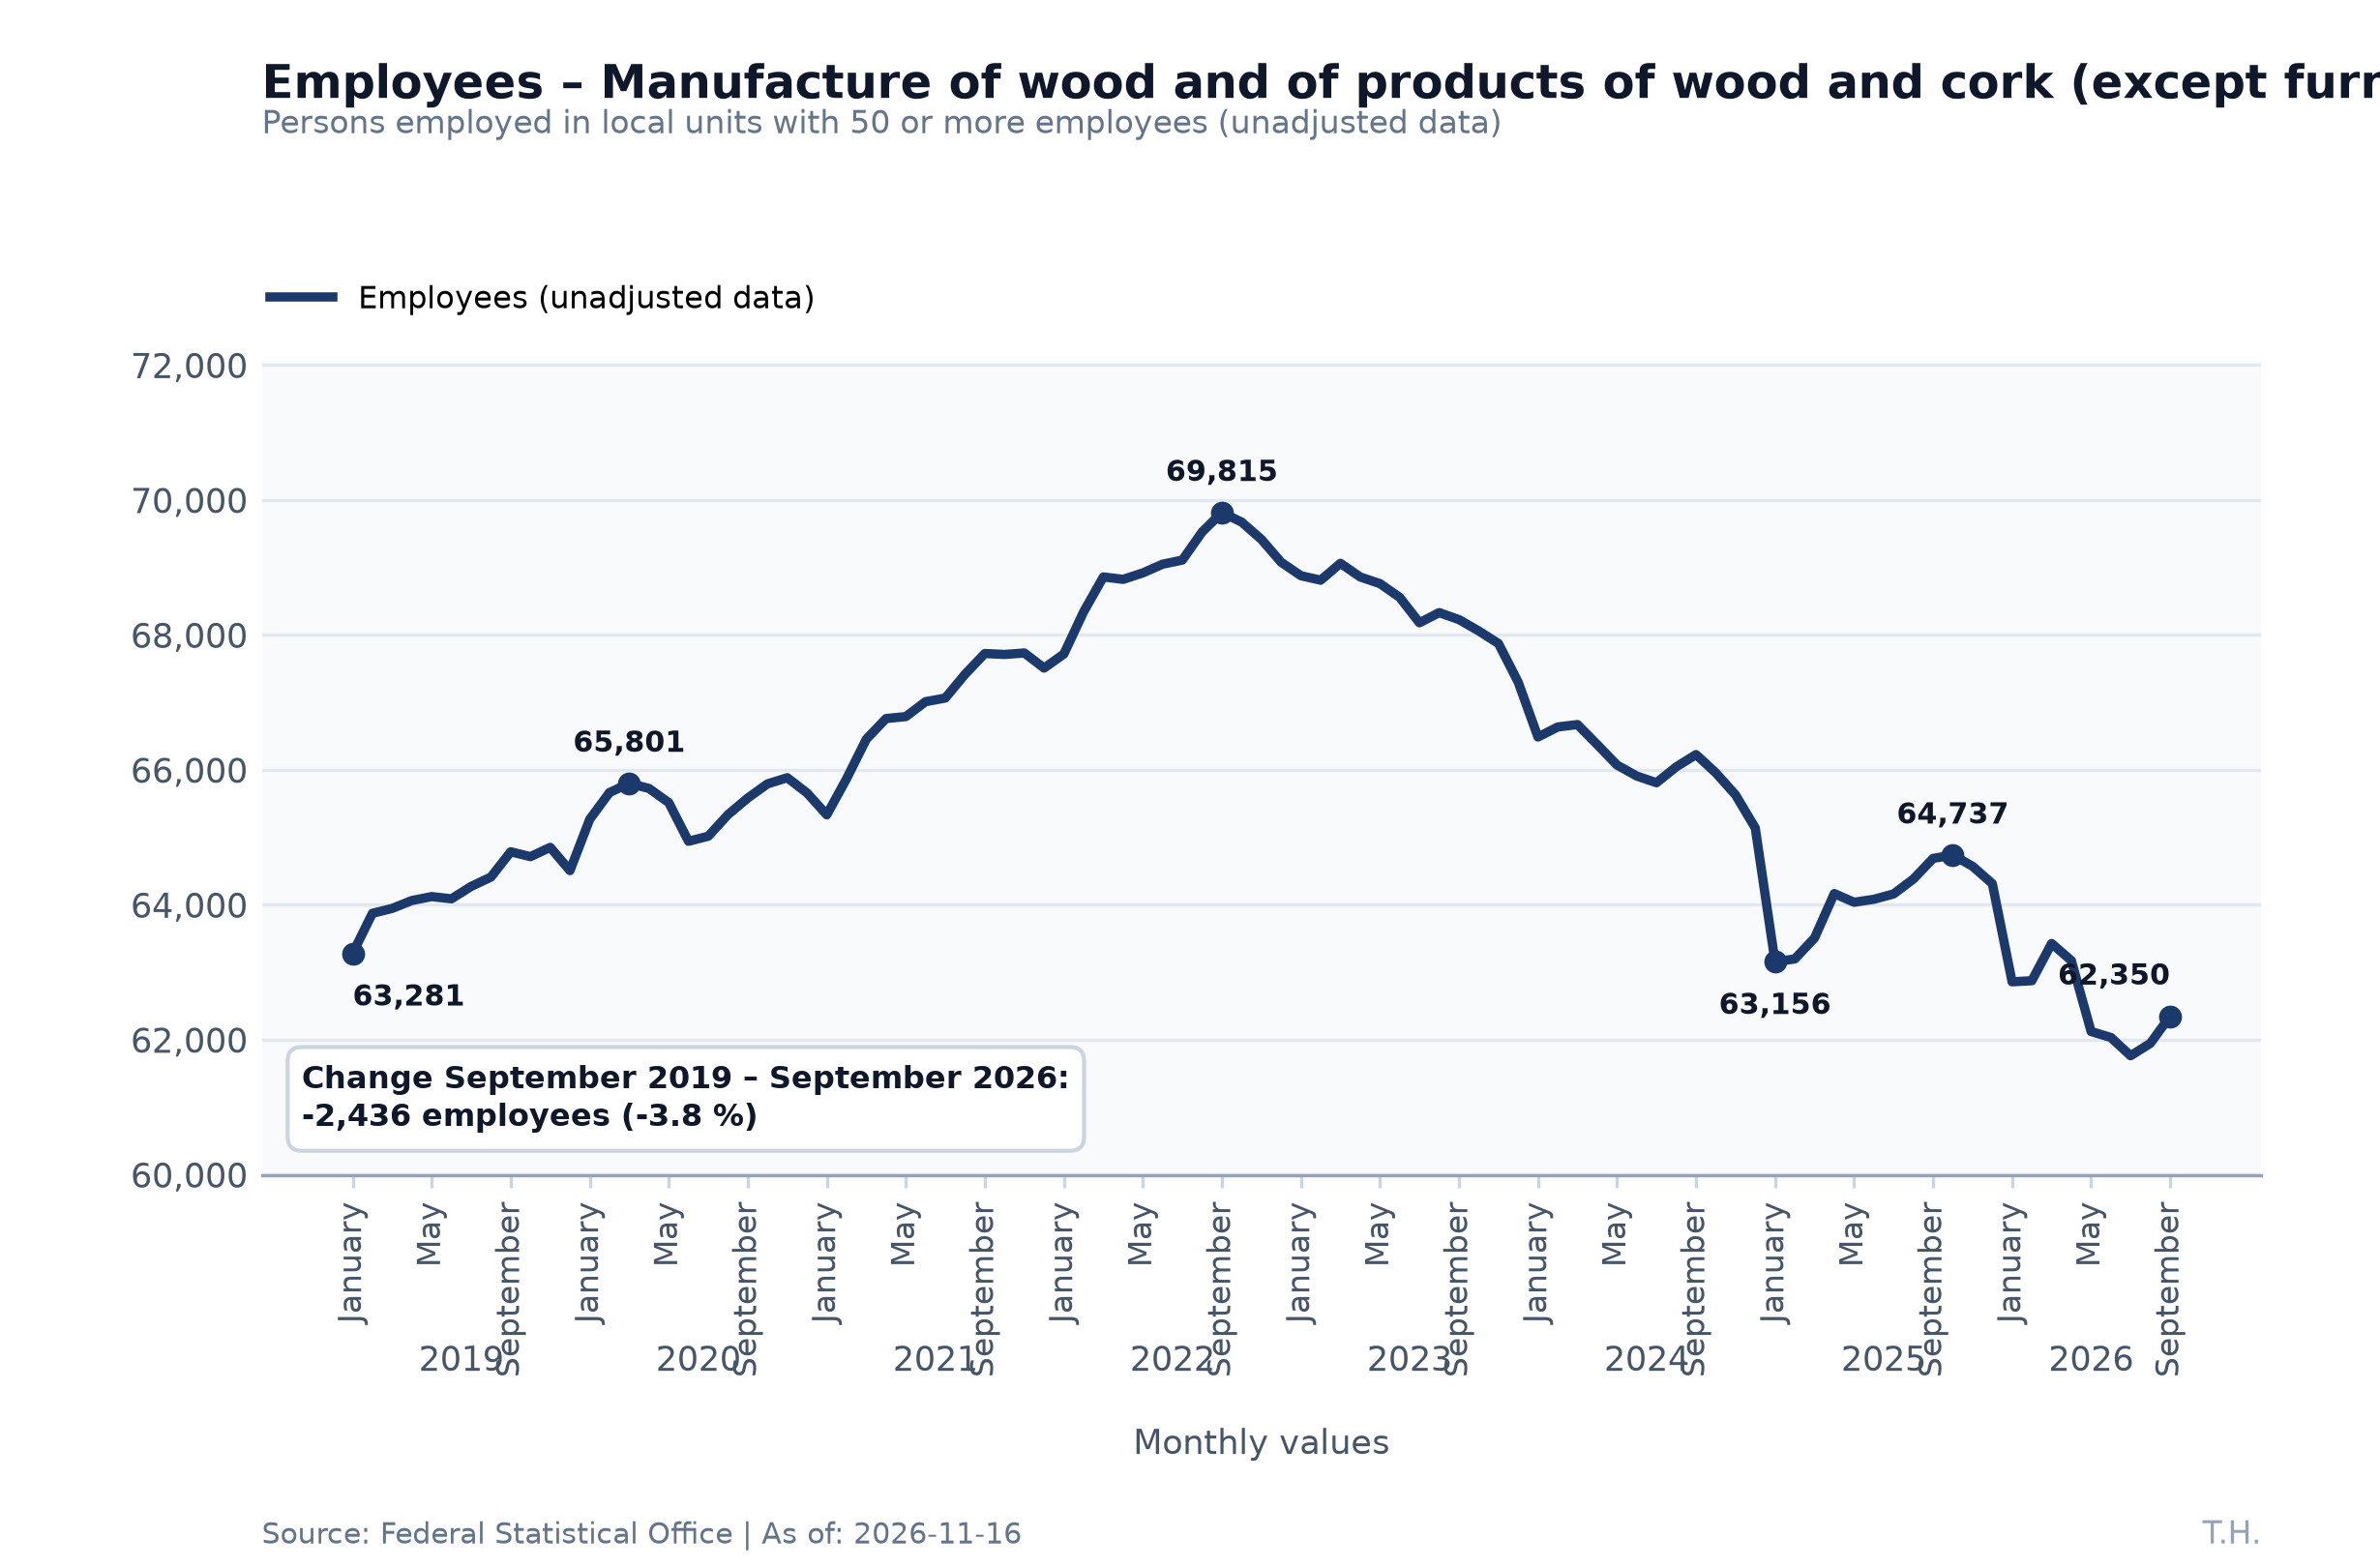 Employees – Manufacture of wood and of products of wood and cork (except furr
Persons employed in local units with 50 or more employees (unadjusted data)
Employees (unadjusted data)
72,000
70,000
68,000
66,000
64,000
62,000
60,000
69,815
65,801
64,737
63,281
63,156
62,350
Change September 2019 – September 2026:
-2,436 employees (-3.8 %)
January
May
September
January
May
September
January
May
September
January
May
September
January
May
September
January
May
September
January
May
September
January
May
September
2019
2020
2021
2022
2023
2024
2025
2026
Monthly values
Source: Federal Statistical Office | As of: 2026-11-16
T.H.